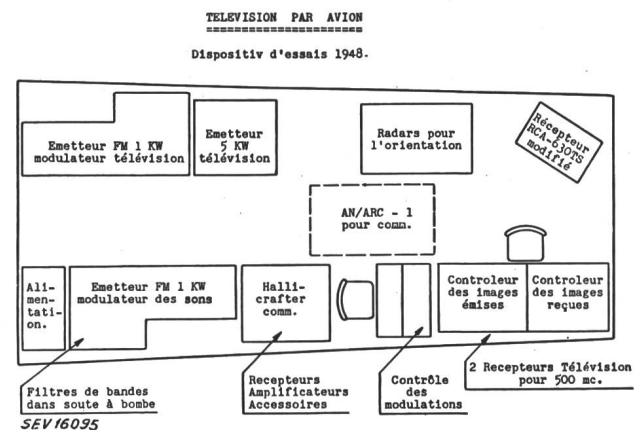 TELEVISION PAR AVION
Dispositiv d'essais 1948.
Emetteur FM 1 KW
modulateur télévision
Emetteur
5 KW
télévision
Radars pour
l'orientation
Récepteur
RCA-630TS
modifié
AN/ARC - 1
pour comm.
Ali-
men-
tati-
on.
Emetteur FM 1 KW
modulateur des sons
Halli-
crafter
comm.
Controleur
des images
émises
Controleur
des images
reçues
Filtres de bandes
dans soute à bombe
Recepteurs
Amplificateurs
Accessoires
Contrôle
des
modulations
2 Recepteurs Télévision
pour 500 mc.
SEV 16095